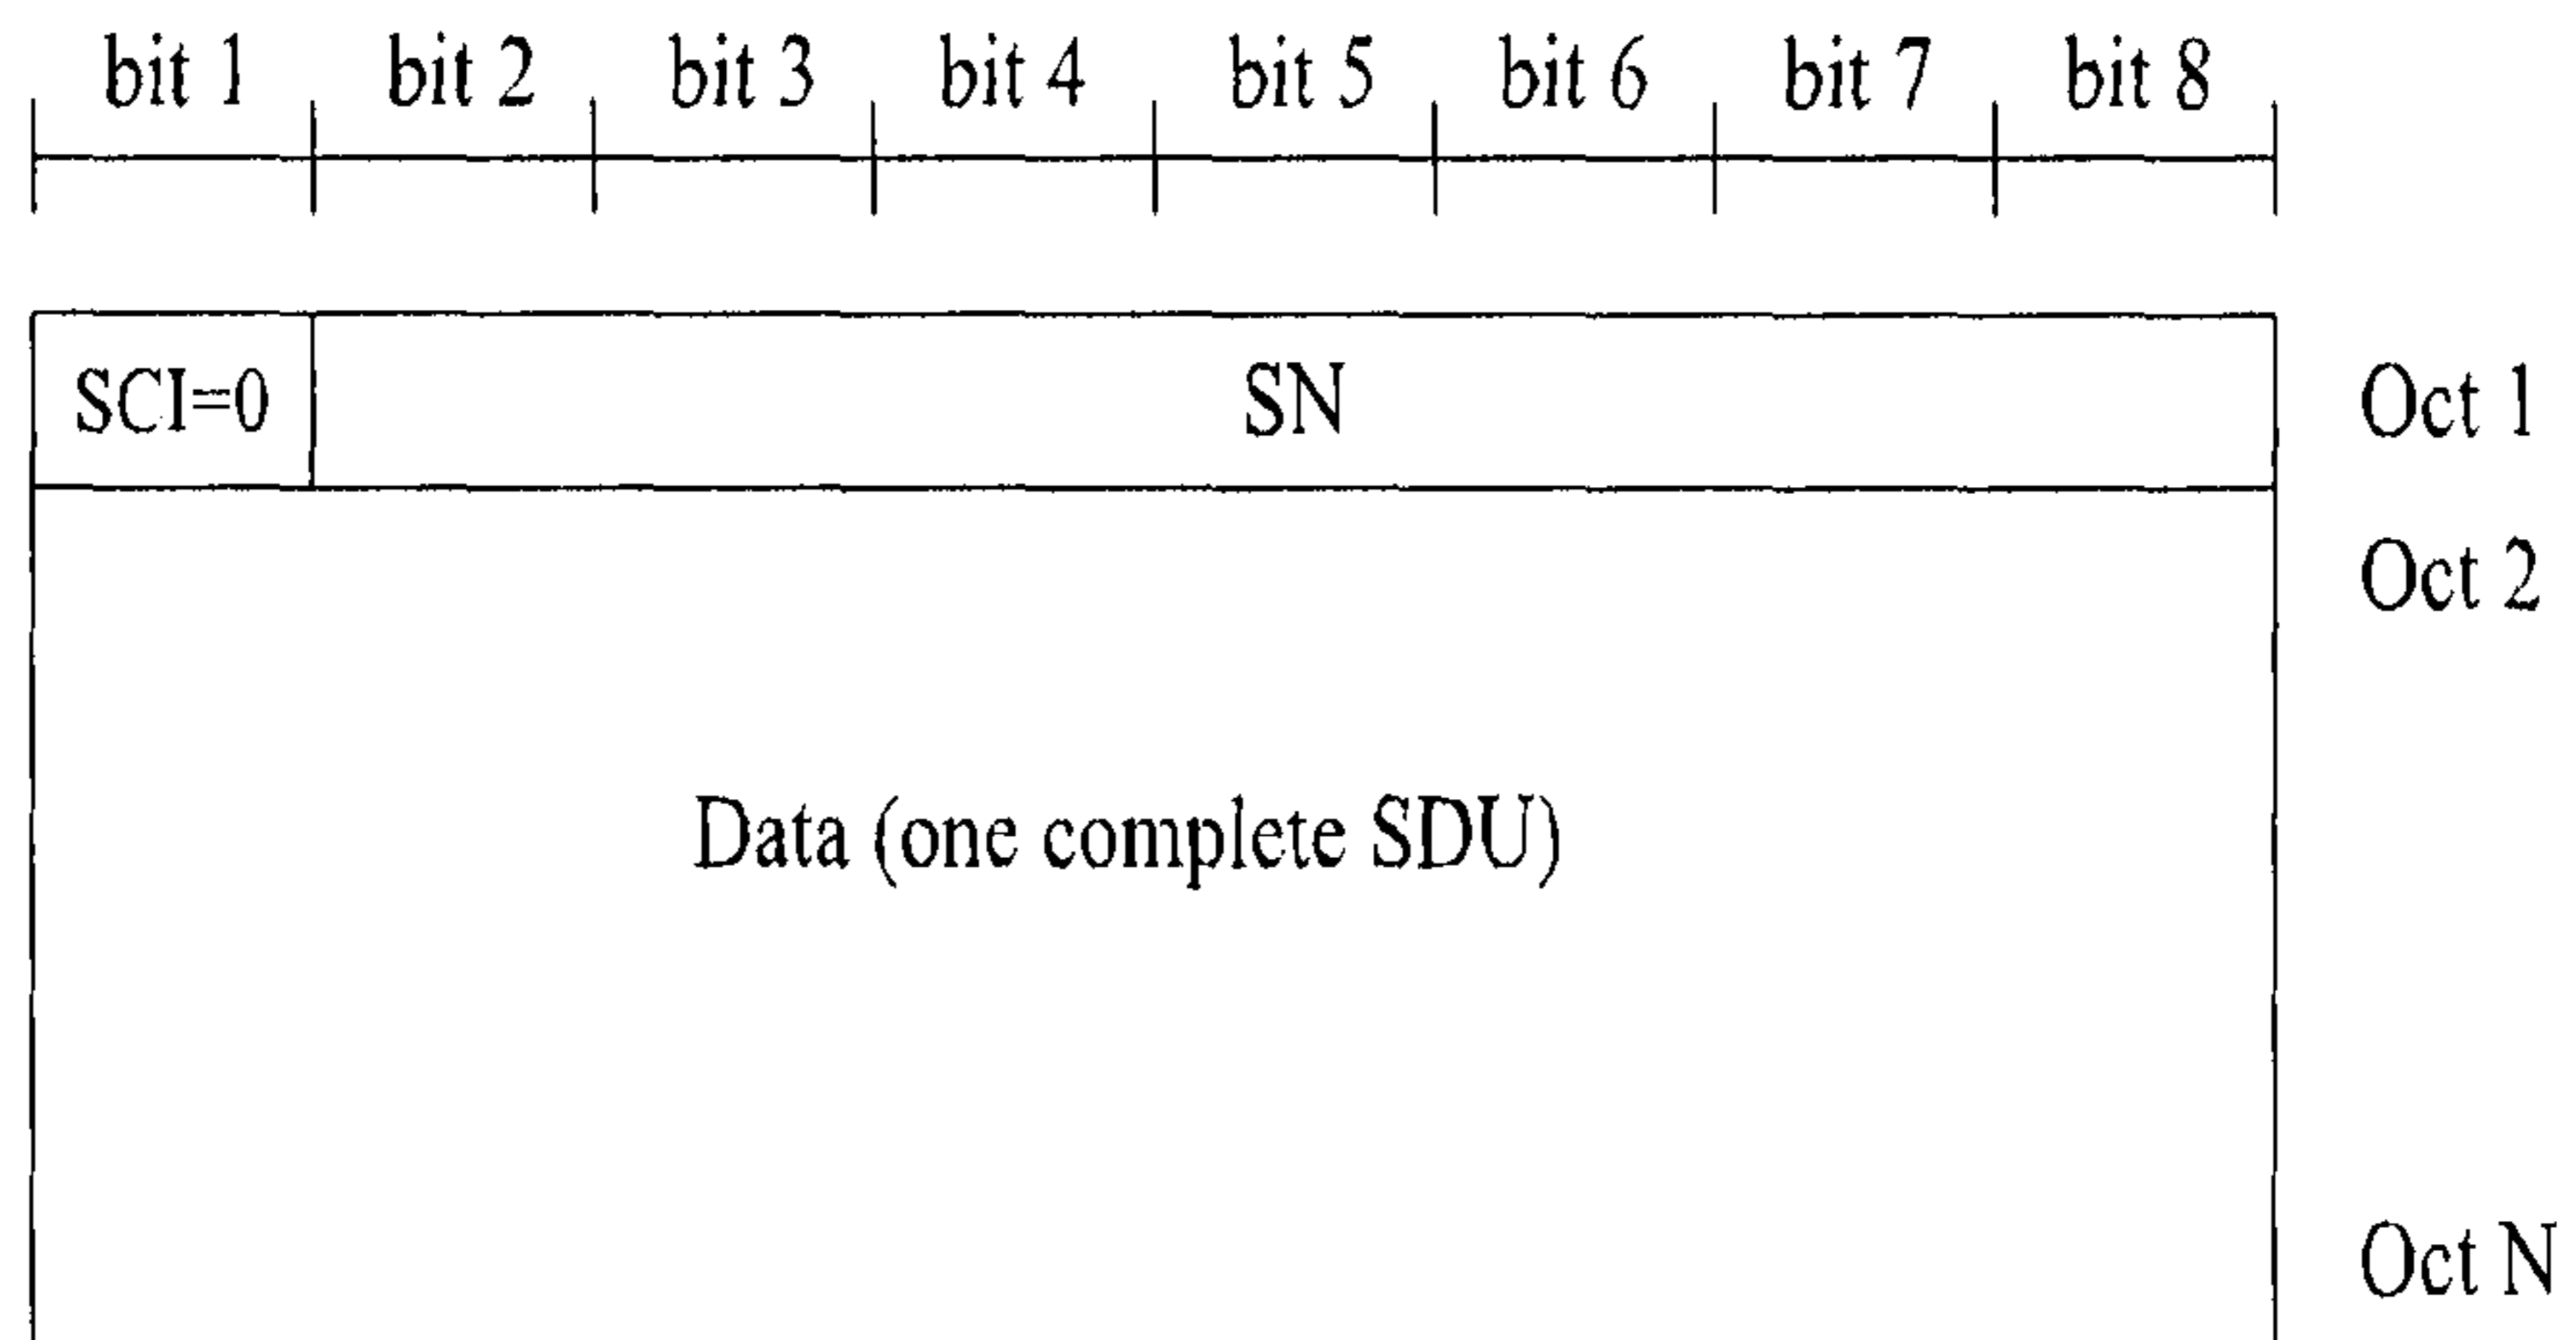 bit 1 bit 2 bit 3 bit 4 bit 5 bit 6 bit 7 bit 8
SCI=0 SN Oct 1
Oct 2
Data (one complete SDU)
Oct N